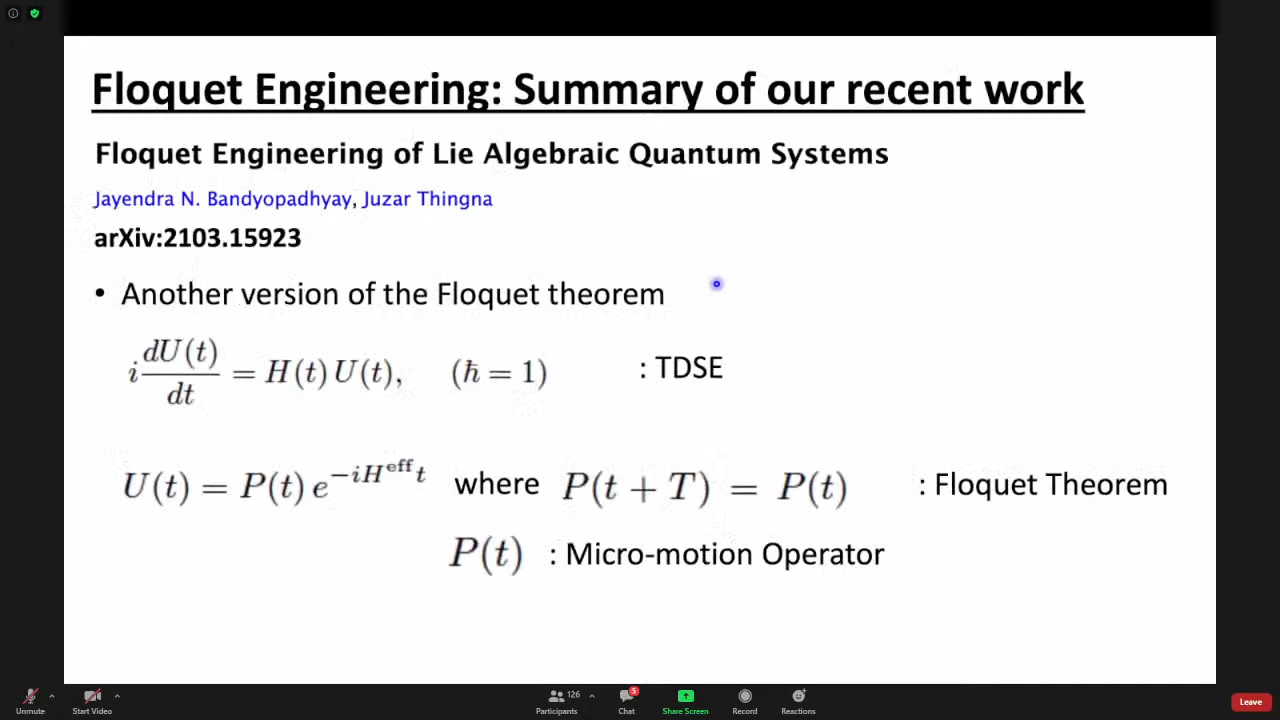 Floquet Engineering: Summary of our recent work
Floquet Engineering of Lie Algebraic Quantum Systems
Jayendra N. Bandyopadhyay, Juzar Thingna
arXiv:2103.15923
• Another version of the Floquet theorem
i dU(t)/dt = H(t) U(t), (ħ = 1) : TDSE
U(t) = P(t) e^{-iH^{eff} t} where P(t + T) = P(t) : Floquet Theorem
P(t) : Micro-motion Operator
Unmute Start Video 126 Participants 5 Chat Share Screen Record Reactions Leave